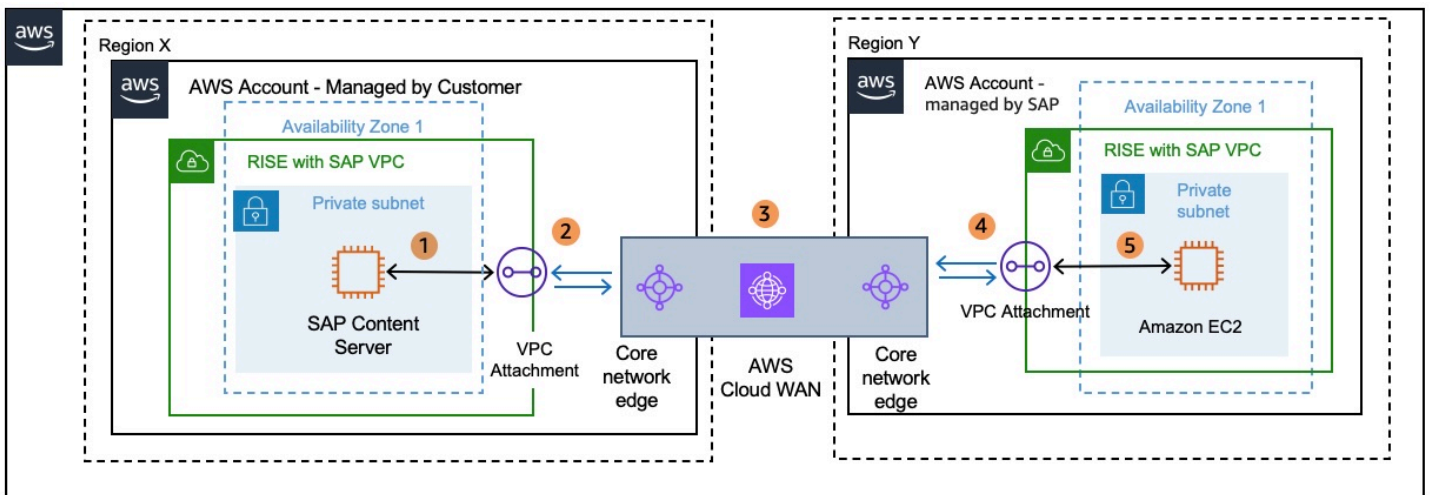 aws
Region X
aws
AWS Account - Managed by Customer
Availability Zone 1
RISE with SAP VPC
Private subnet
1
SAP Content
Server
2
VPC
Attachment
Core
network
edge
3
AWS
Cloud WAN
Region Y
aws
AWS Account -
managed by SAP
Availability Zone 1
RISE with SAP VPC
Private
subnet
4
5
VPC Attachment
Amazon EC2
Core
network
edge